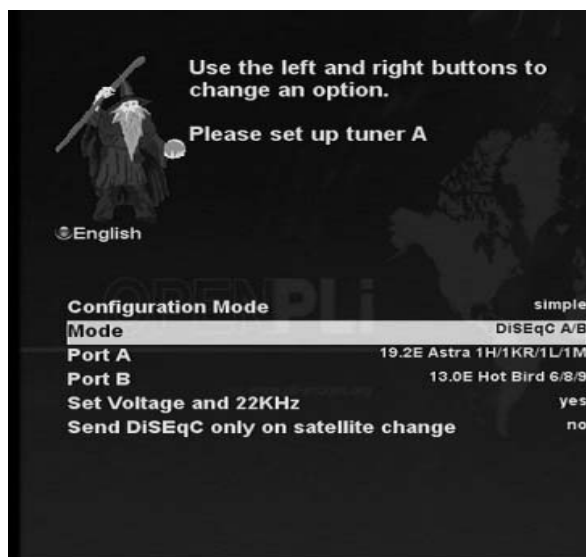 Use the left and right buttons to
change an option.
Please set up tuner A
English
OPENPLi
Configuration Mode simple
Mode DiSEqC A/B
Port A 19.2E Astra 1H/1KR/1L/1M
Port B 13.0E Hot Bird 6/8/9
Set Voltage and 22KHz yes
Send DiSEqC only on satellite change no